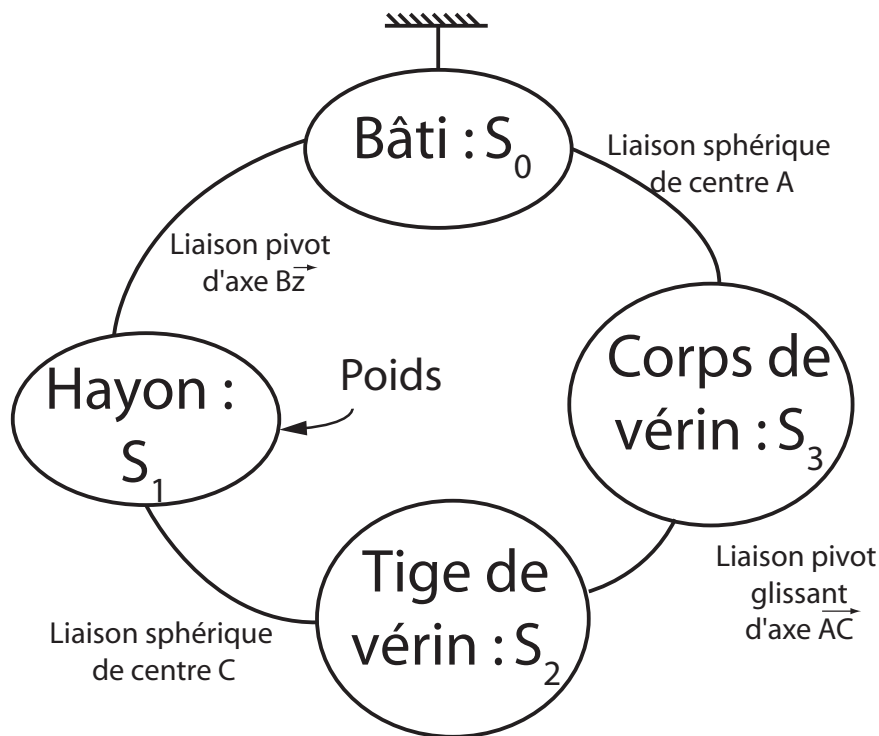 Bâti : S0
Liaison sphérique
de centre A
Liaison pivot
d'axe Bz
Hayon :
S1
Poids
Corps de
vérin : S3
Tige de
vérin : S2
Liaison pivot
glissant
d'axe AC
Liaison sphérique
de centre C